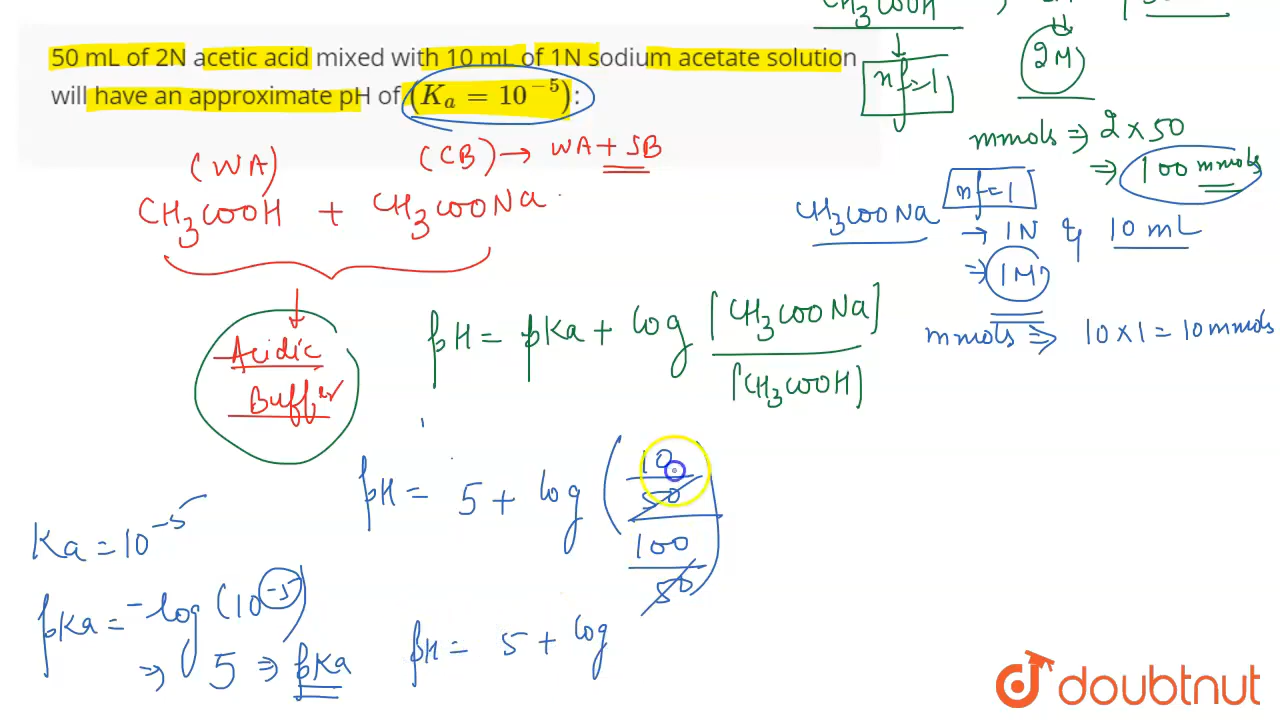 CH3COOH
50 mL of 2N acetic acid mixed with 10 mL of 1N sodium acetate solution
will have an approximate pH of (Ka = 10⁻⁵):
nf=1
2M
mmols ⇒ 2 × 50
⇒ 100 mmols
(WA)
(CB) → WA + SB
CH3COOH + CH3COONa
CH3COONa
nf=1
→ 1N & 10 mL
⇒ 1M
mmols ⇒ 10 × 1 = 10 mmols
Acidic
Buffer
pH = pKa + log [CH3COONa]
[CH3COOH]
pH = 5 + log (10
50
100
50)
Ka = 10⁻⁵
pKa = -log (10⁻⁵)
⇒ 5 ⇒ pKa
pH = 5 + log
doubtnut